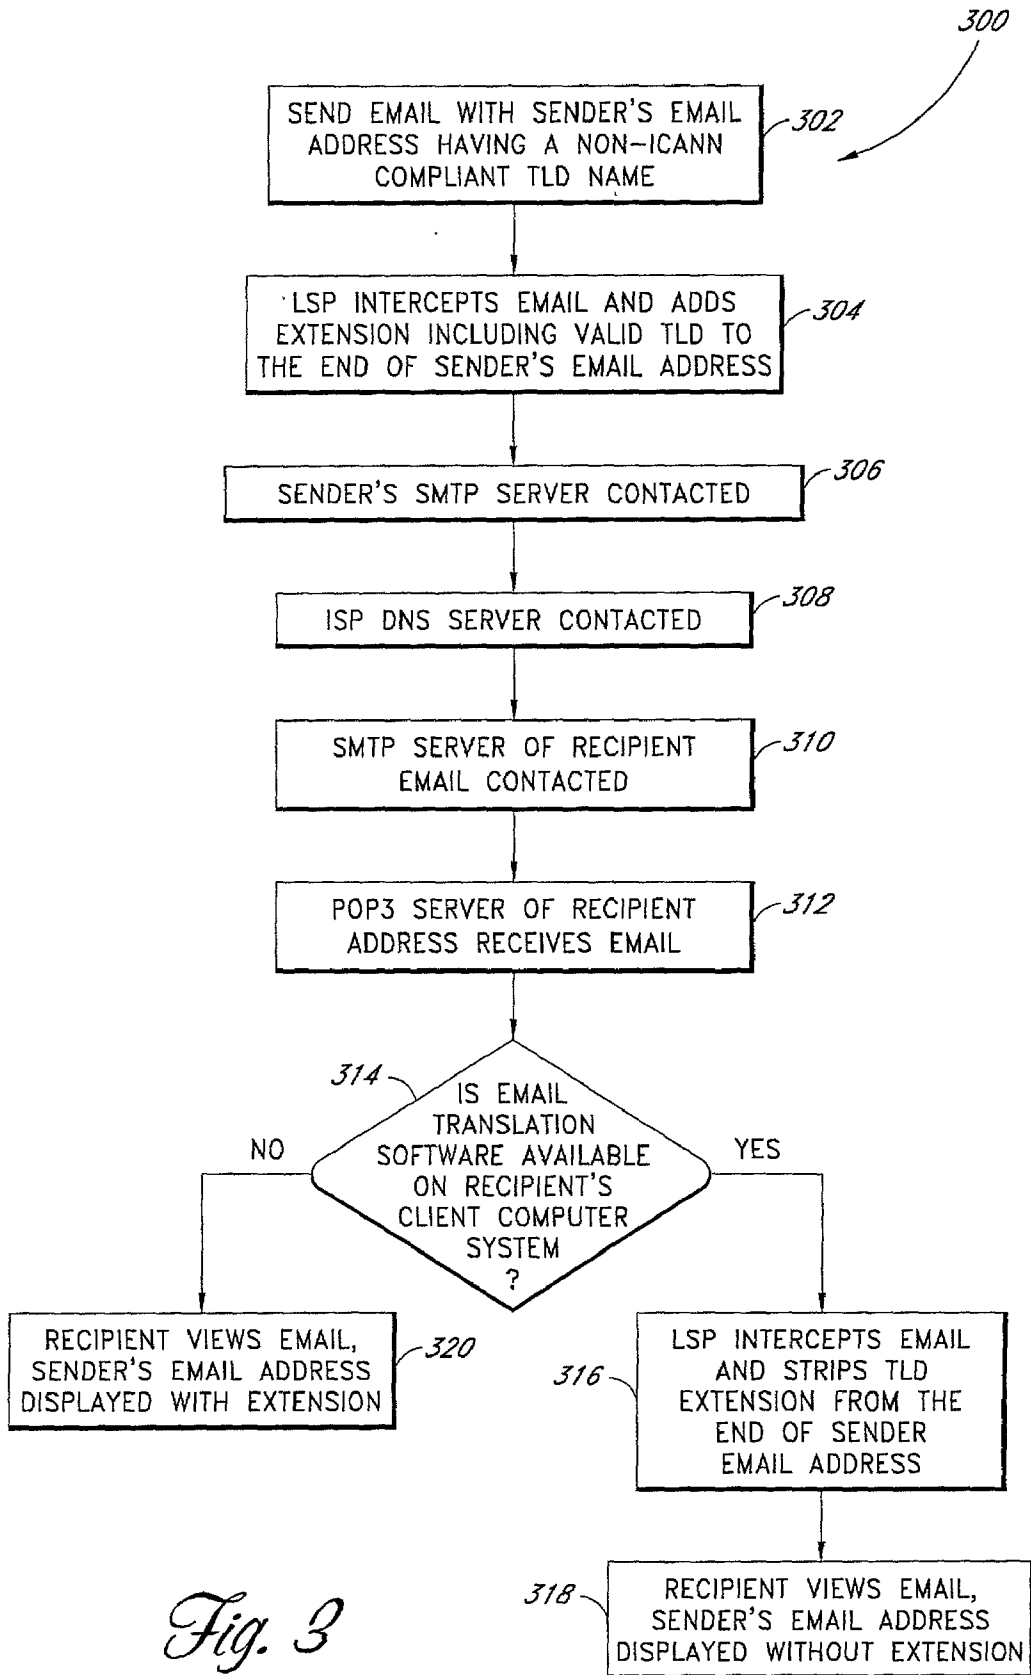 300
SEND EMAIL WITH SENDER'S EMAIL
ADDRESS HAVING A NON-ICANN
COMPLIANT TLD NAME
302
LSP INTERCEPTS EMAIL AND ADDS
EXTENSION INCLUDING VALID TLD TO
THE END OF SENDER'S EMAIL ADDRESS
304
SENDER'S SMTP SERVER CONTACTED
306
ISP DNS SERVER CONTACTED
308
SMTP SERVER OF RECIPIENT
EMAIL CONTACTED
310
POP3 SERVER OF RECIPIENT
ADDRESS RECEIVES EMAIL
312
314
IS EMAIL
TRANSLATION
SOFTWARE AVAILABLE
ON RECIPIENT'S
CLIENT COMPUTER
SYSTEM
?
NO
YES
RECIPIENT VIEWS EMAIL,
SENDER'S EMAIL ADDRESS
DISPLAYED WITH EXTENSION
320
316
LSP INTERCEPTS EMAIL
AND STRIPS TLD
EXTENSION FROM THE
END OF SENDER
EMAIL ADDRESS
318
RECIPIENT VIEWS EMAIL,
SENDER'S EMAIL ADDRESS
DISPLAYED WITHOUT EXTENSION
Fig. 3